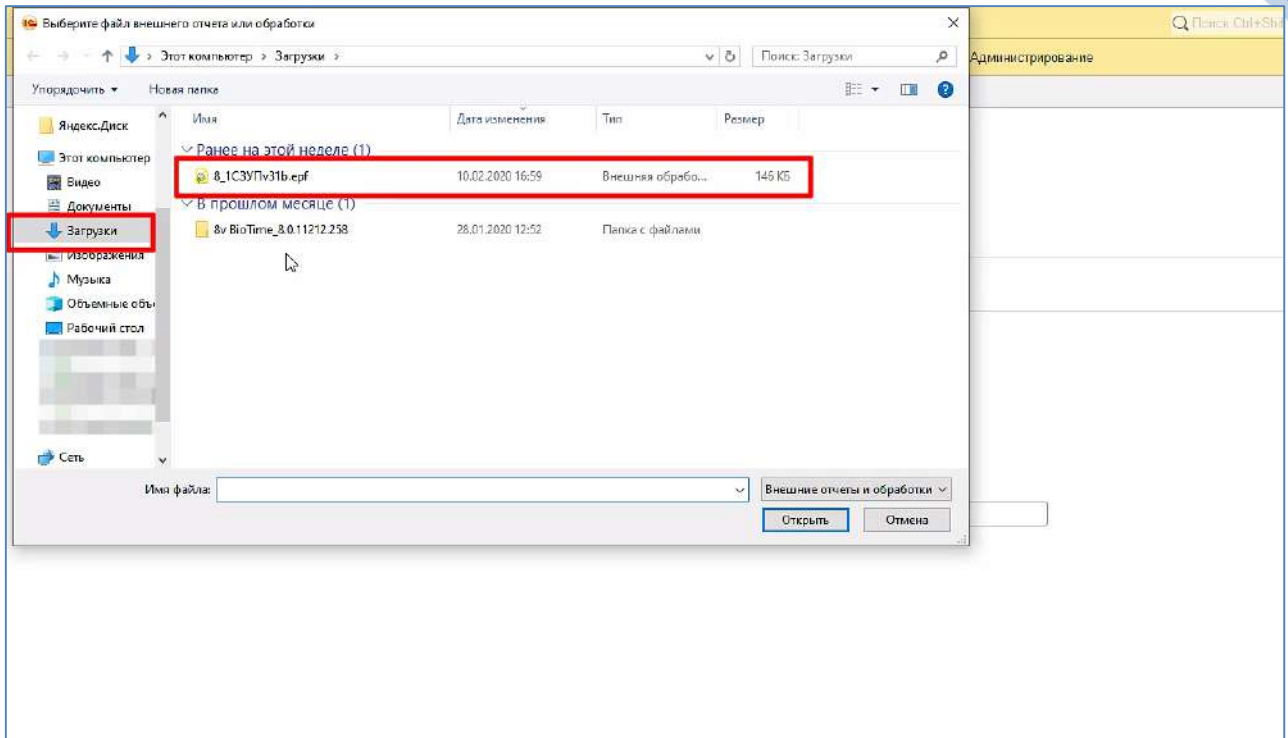 Выберите файл внешнего отчета или обработки
Поиск Ctrl+Shi
Этот компьютер > Загрузки >
Поиск: Загрузки
Администрирование
Упорядочить
Новая папка
Имя
Дата изменения
Тип
Размер
Яндекс.Диск
Этот компьютер
Видео
Документы
Загрузки
Изображения
Музыка
Объемные объ
Рабочий стол
Сеть
Ранее на этой неделе (1)
8_1СЗУПv31b.epf
10.02.2020 16:59
Внешняя обрабо...
146 КБ
В прошлом месяце (1)
8v BioTime_8.0.11212.258
28.01.2020 12:52
Папка с файлами
Имя файла:
Внешние отчеты и обработки
Открыть
Отмена